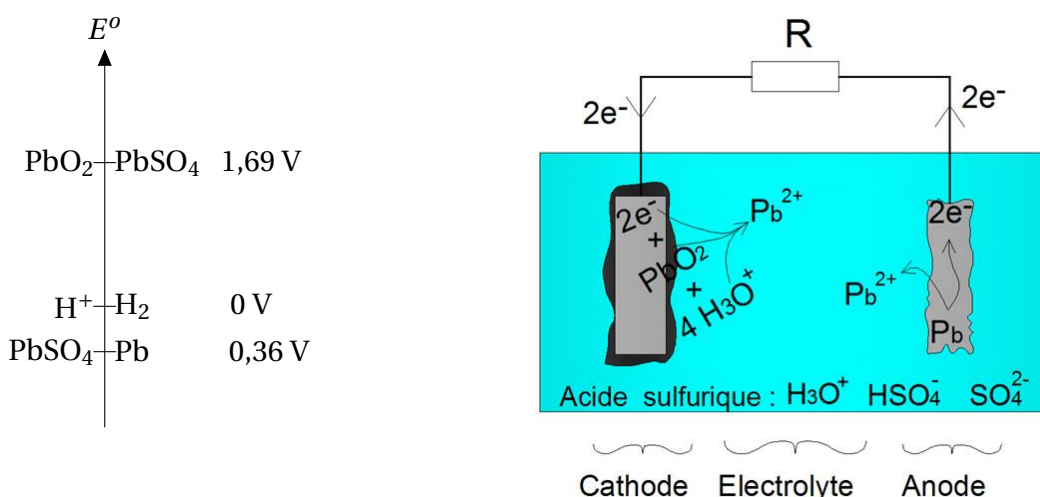 E⁰
PbO₂ PbSO₄ 1,69 V
H⁺ H₂ 0 V
PbSO₄ Pb 0,36 V
R
2e⁻
2e⁻
2e⁻
+
PbO₂
+
4 H₃O⁺
Pb²⁺
2e⁻
Pb²⁺
Pb
Acide sulfurique : H₃O⁺ HSO₄⁻ SO₄²⁻
Cathode Electrolyte Anode